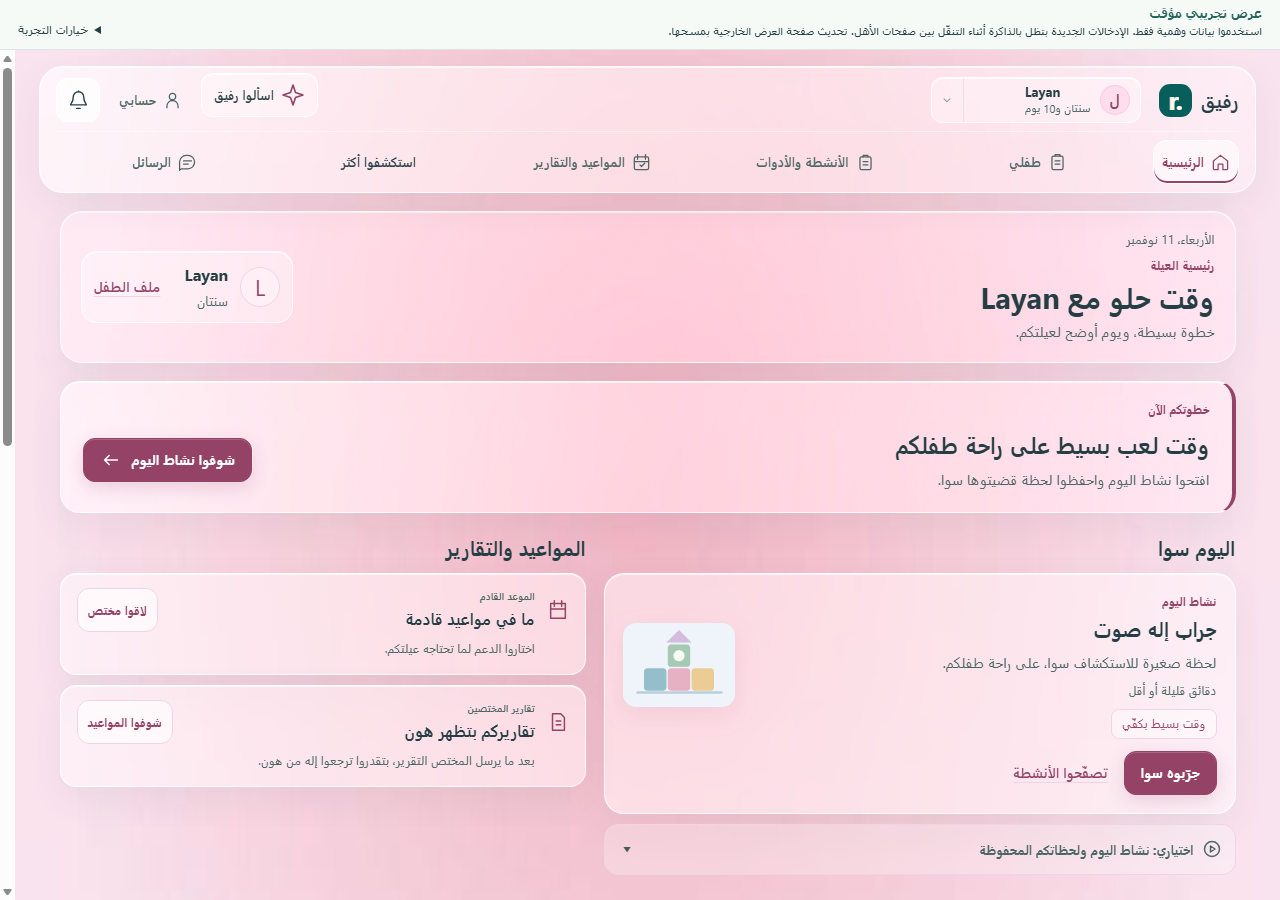 عرض تجريبي مؤقت
استخدموا بيانات وهمية فقط. الإدخالات الجديدة بتظل بالذاكرة أثناء التنقّل بين صفحات الأهل. تحديث صفحة العرض الخارجية بمسحها.
خيارات التجربة
رفيق
r.
ل
Layan
سنتان و10 يوم
اسألوا رفيق
حسابي
الرئيسية
طفلي
الأنشطة والأدوات
المواعيد والتقارير
استكشفوا أكثر
الرسائل
الأربعاء، 11 نوفمبر
رئيسية العيلة
وقت حلو مع Layan
خطوة بسيطة، ويوم أوضح لعيلتكم.
L
Layan
سنتان
ملف الطفل
خطوتكم الآن
وقت لعب بسيط على راحة طفلكم
افتحوا نشاط اليوم واحفظوا لحظة قضيتوها سوا.
شوفوا نشاط اليوم
اليوم سوا
نشاط اليوم
جراب إله صوت
لحظة صغيرة للاستكشاف سوا، على راحة طفلكم.
دقائق قليلة أو أقل
وقت بسيط بكفّي
جرّبوه سوا
تصفّحوا الأنشطة
اختياري: نشاط اليوم ولحظاتكم المحفوظة
المواعيد والتقارير
الموعد القادم
ما في مواعيد قادمة
اختاروا الدعم لما تحتاجه عيلتكم.
لاقوا مختص
تقارير المختصين
تقاريركم بتظهر هون
بعد ما يرسل المختص التقرير، بتقدروا ترجعوا إله من هون.
شوفوا المواعيد